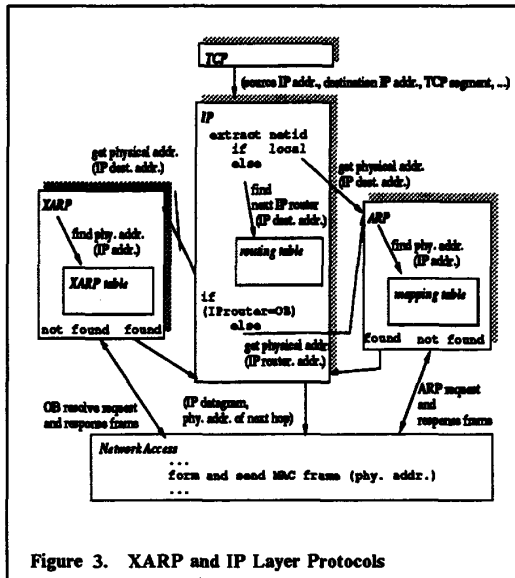 TCP
(source IP addr., destination IP addr., TCP segment, ...)
IP
extract netid
if local
else
get physical addr.
(IP dest. addr.)
get physical addr.
(IP dest. addr.)
find
next IP router
(IP dest. addr.)
XARP
find phy. addr.
(IP addr.)
XARP table
not found found
routing table
ARP
find phy. addr.
(IP addr.)
mapping table
found not found
if
(IProuter=OB)
else
get physical addr.
(IP router. addr.)
OB resolve request
and response frame
(IP datagram,
phy. addr. of next hop)
ARP request
and
response frame
Network Access
...
form and send MAC frame (phy. addr.)
...
Figure 3. XARP and IP Layer Protocols